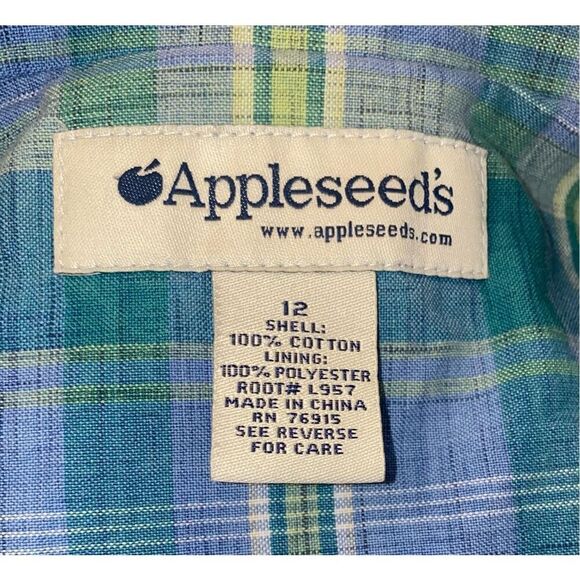 Appleseed's
www.appleseeds.com
12
SHELL:
100% COTTON
LINING:
100% POLYESTER
ROOT# L957
MADE IN CHINA
RN 76915
SEE REVERSE
FOR CARE